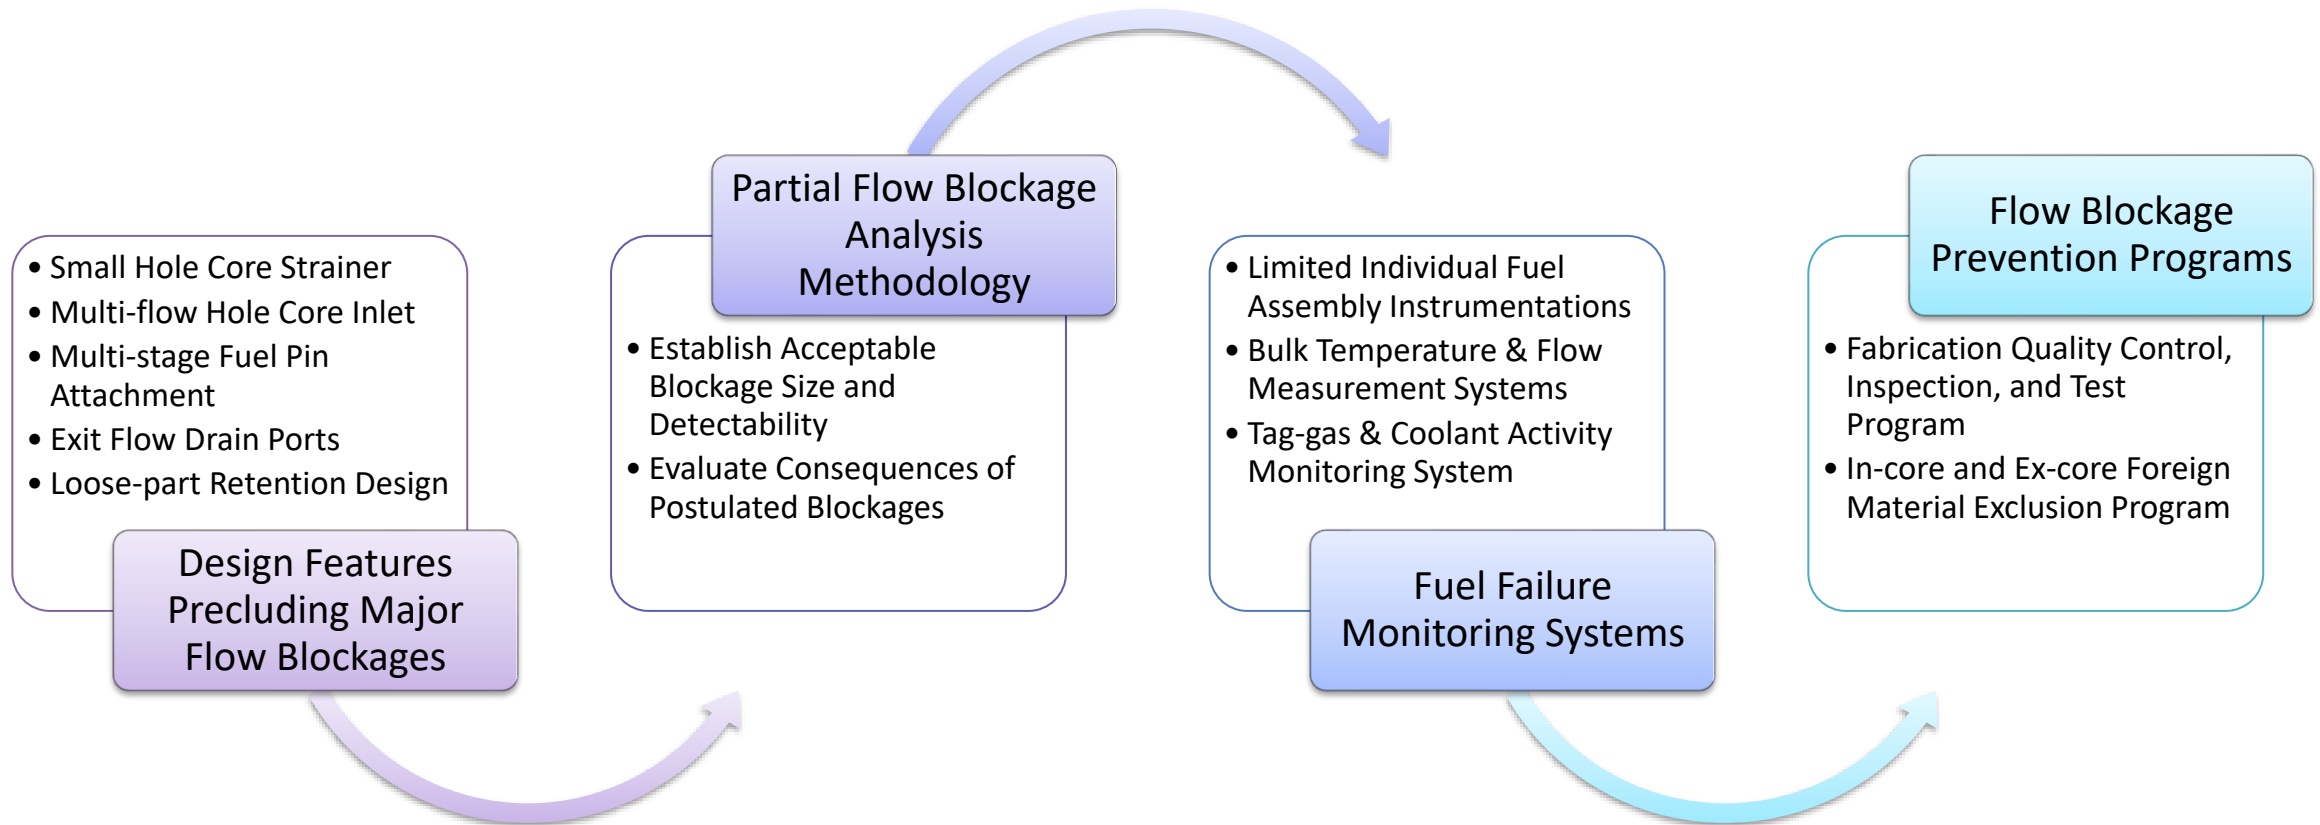 • Small Hole Core Strainer
• Multi-flow Hole Core Inlet
• Multi-stage Fuel Pin
Attachment
• Exit Flow Drain Ports
• Loose-part Retention Design
Design Features
Precluding Major
Flow Blockages
Partial Flow Blockage
Analysis
Methodology
• Establish Acceptable
Blockage Size and
Detectability
• Evaluate Consequences of
Postulated Blockages
• Limited Individual Fuel
Assembly Instrumentations
• Bulk Temperature & Flow
Measurement Systems
• Tag-gas & Coolant Activity
Monitoring System
Fuel Failure
Monitoring Systems
Flow Blockage
Prevention Programs
• Fabrication Quality Control,
Inspection, and Test
Program
• In-core and Ex-core Foreign
Material Exclusion Program